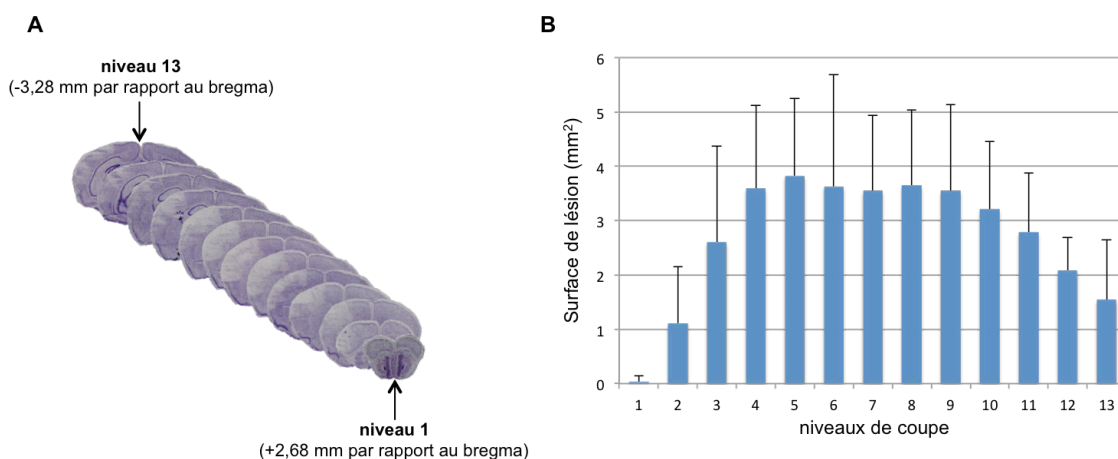 A
niveau 13
(-3,28 mm par rapport au bregma)
niveau 1
(+2,68 mm par rapport au bregma)
B
Surface de lésion (mm²)
6
5
4
3
2
1
0
1 2 3 4 5 6 7 8 9 10 11 12 13
niveaux de coupe